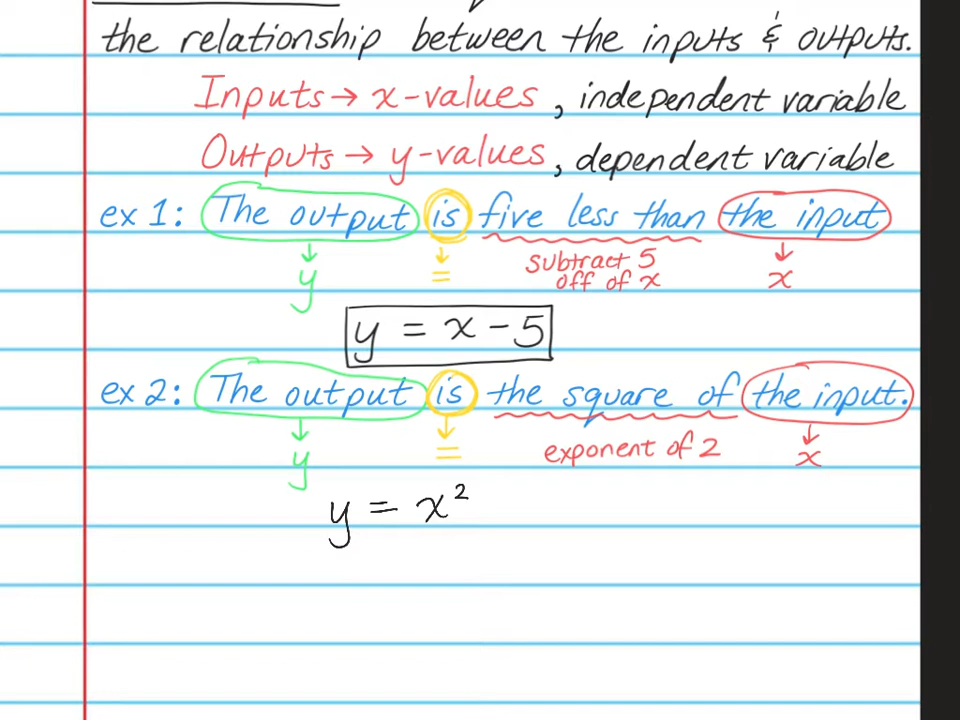 the relationship between the inputs & outputs.
Inputs → x-values, independent variable
Outputs → y-values, dependent variable
ex 1: The output is five less than the input
y = subtract 5 off of x x
y = x - 5
ex 2: The output is the square of the input.
y = exponent of 2 x
y = x²